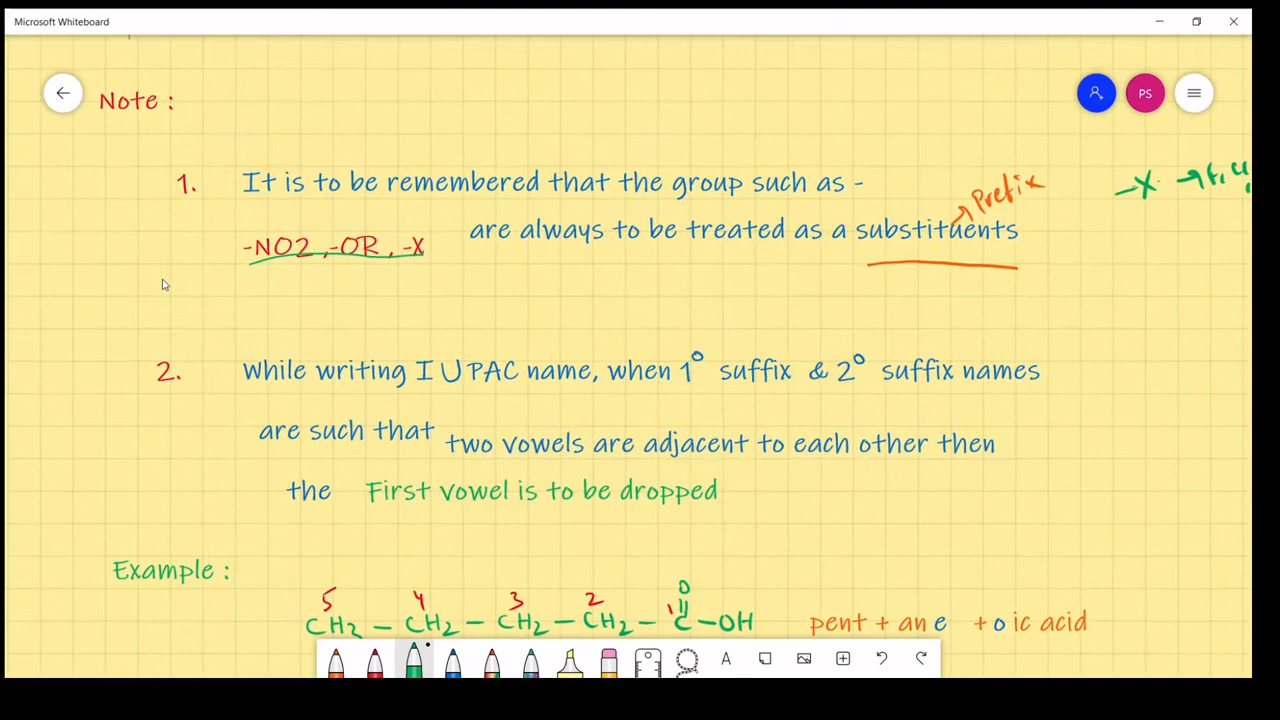 Microsoft Whiteboard
PS
Note :
1. It is to be remembered that the group such as -
Prefix
-X →
-NO2 ,-OR , -X are always to be treated as a substituents
2. While writing IUPAC name, when 1° suffix & 2° suffix names
are such that two vowels are adjacent to each other then
the First vowel is to be dropped
Example :
5 4 3 2 1 O
CH2 - CH2 - CH2 - CH2 - C - OH pent + an e + o ic acid
A